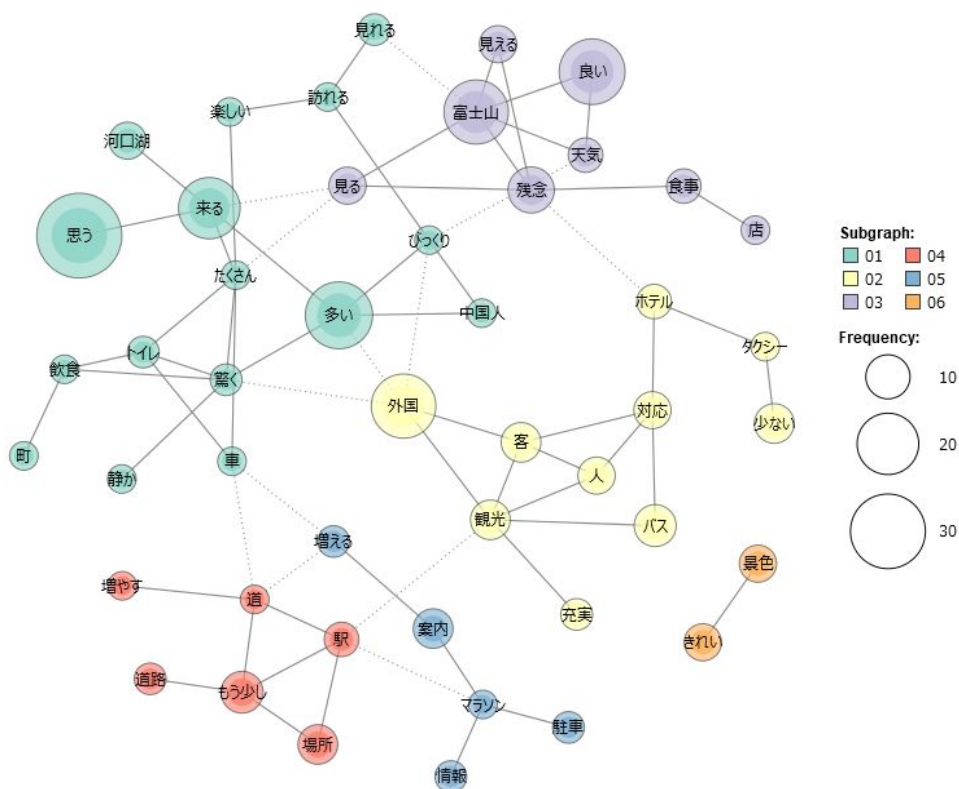 見れる
見える
良い
訪れる
楽しい
富士山
河口湖
天気
見る
残念
食事
来る
店
思う
びっくり
たくさん
ホテル
多い
中国人
タクシー
トイレ
飲食
驚く
外国
対応
少ない
客
町
車
静か
人
観光
バス
増える
景色
増やす
道
充実
案内
駅
きれい
道路
もう少し
マラソン
駐車
場所
情報
Subgraph:
01 04
02 05
03 06
Frequency:
10
20
30